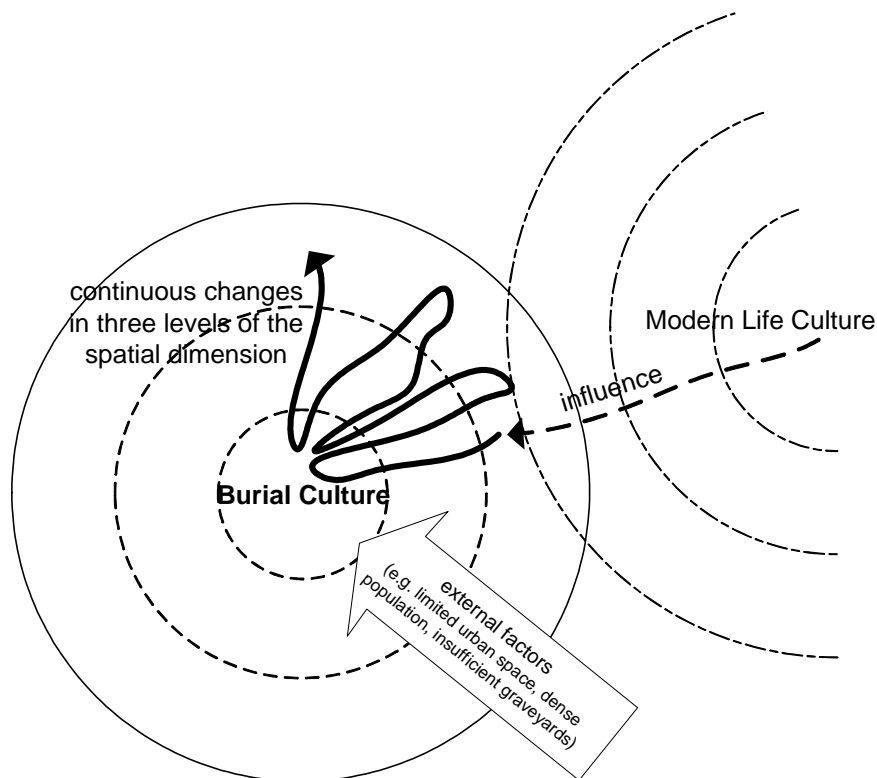 continuous changes
in three levels of the
spatial dimension
Modern Life Culture
influence
Burial Culture
external factors
(e.g. limited urban space, dense
population, insufficient graveyards)